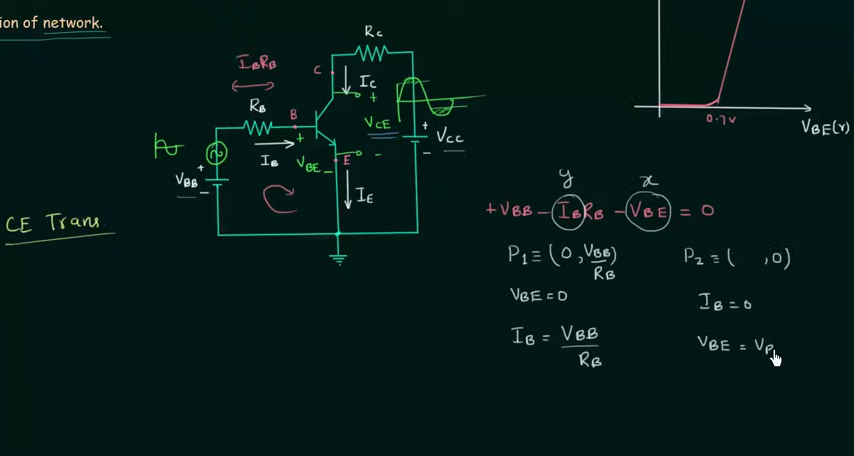 ion of network.
RC
IBRB
C
IC
+
RB
B
VCE
+
VCC
-
-
+
IB
VBE
-
E
VBB
+
-
IE
CE Trans
0.7V
VBE(V)
y x
+VBB - IBRB - VBE = 0
P1 ≡ (0, VBB/RB) P2 ≡ ( , 0)
VBE = 0 IB = 0
IB = VBB/RB VBE = VP